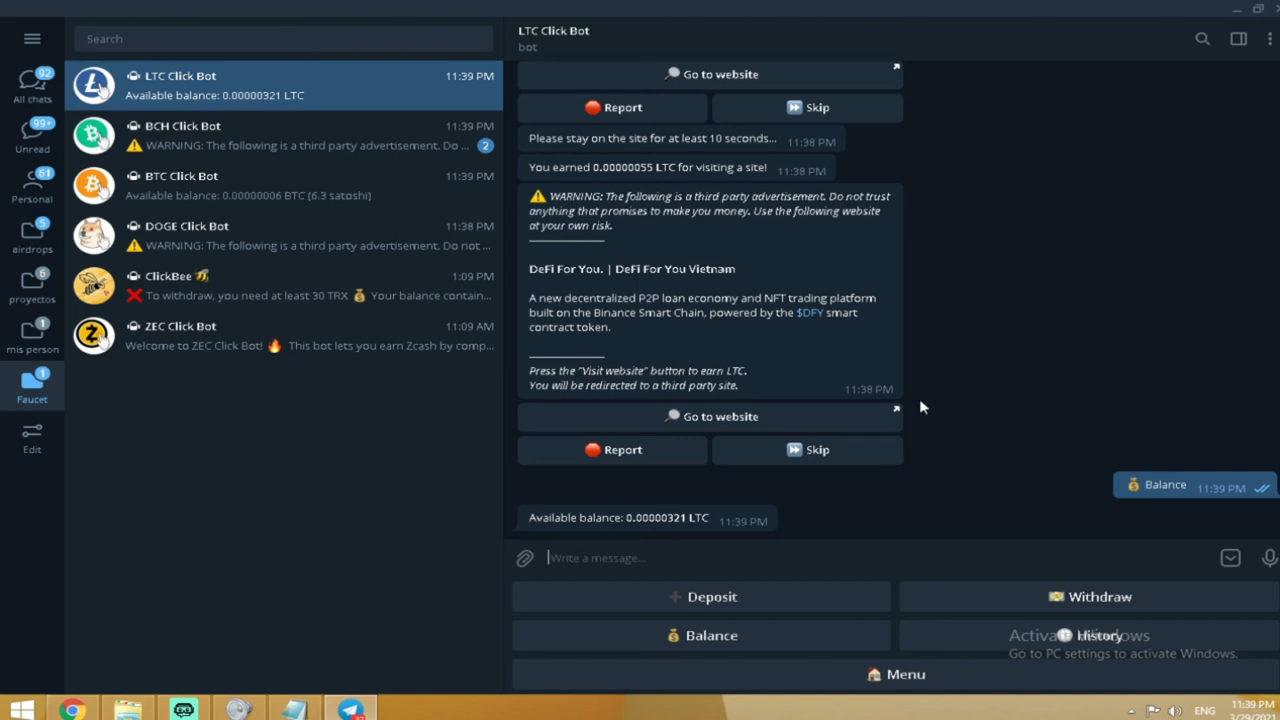 Search
92
All chats
99+
Unread
61
Personal
5
airdrops
6
proyectos
1
mis person
1
Faucet
Edit
LTC Click Bot 11:39 PM
Available balance: 0.00000321 LTC
BCH Click Bot 11:39 PM
WARNING: The following is a third party advertisement. Do ... 2
BTC Click Bot 11:39 PM
Available balance: 0.00000006 BTC (6.3 satoshi)
DOGE Click Bot 11:38 PM
WARNING: The following is a third party advertisement. Do not ...
ClickBee 1:09 PM
To withdraw, you need at least 30 TRX Your balance contain...
ZEC Click Bot 11:09 AM
Welcome to ZEC Click Bot! This bot lets you earn Zcash by comp...
LTC Click Bot
bot
Go to website
Report Skip
Please stay on the site for at least 10 seconds... 11:38 PM
You earned 0.00000055 LTC for visiting a site! 11:38 PM
WARNING: The following is a third party advertisement. Do not trust
anything that promises to make you money. Use the following website
at your own risk.
DeFi For You. | DeFi For You Vietnam
A new decentralized P2P loan economy and NFT trading platform
built on the Binance Smart Chain, powered by the $DFY smart
contract token.
Press the "Visit website" button to earn LTC.
You will be redirected to a third party site.
11:38 PM
Go to website
Report Skip
Balance 11:39 PM
Available balance: 0.00000321 LTC 11:39 PM
Write a message...
Deposit Withdraw
Balance History
Menu
Activate Windows
Go to PC settings to activate Windows.
ENG
11:39 PM
3/29/2021